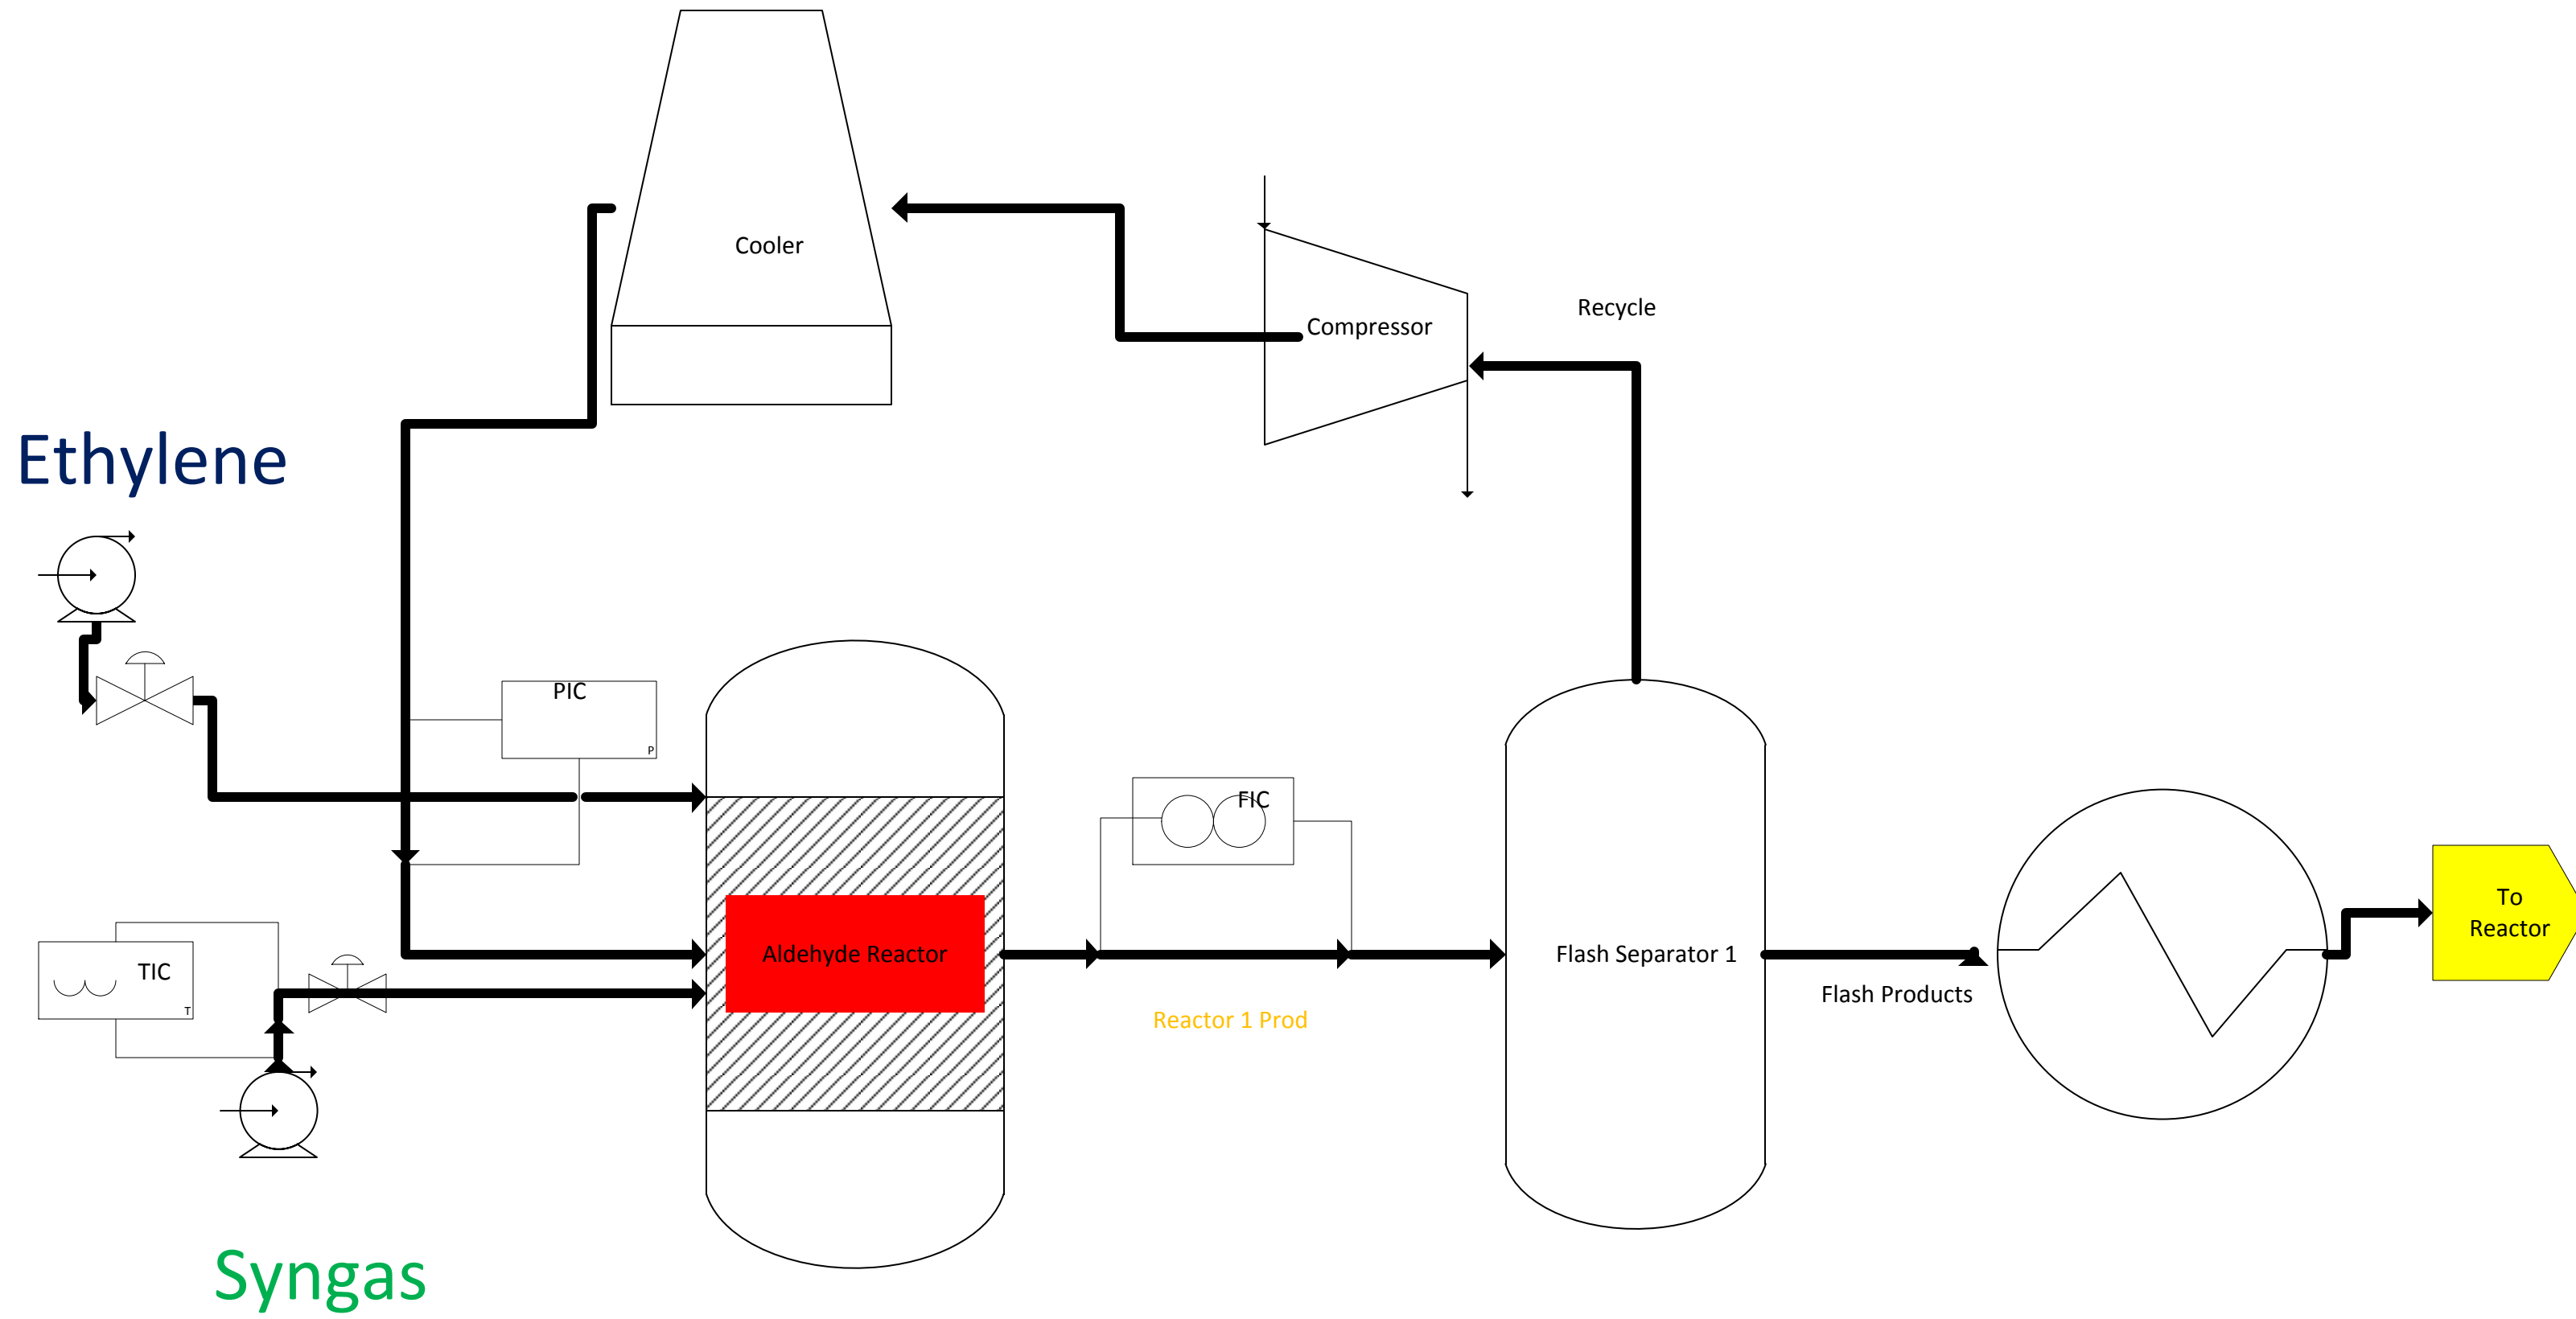 Cooler
Compressor
Recycle
Ethylene
PIC
P
FIC
Aldehyde Reactor
Flash Separator 1
To
Reactor
TIC
T
Flash Products
Reactor 1 Prod
Syngas